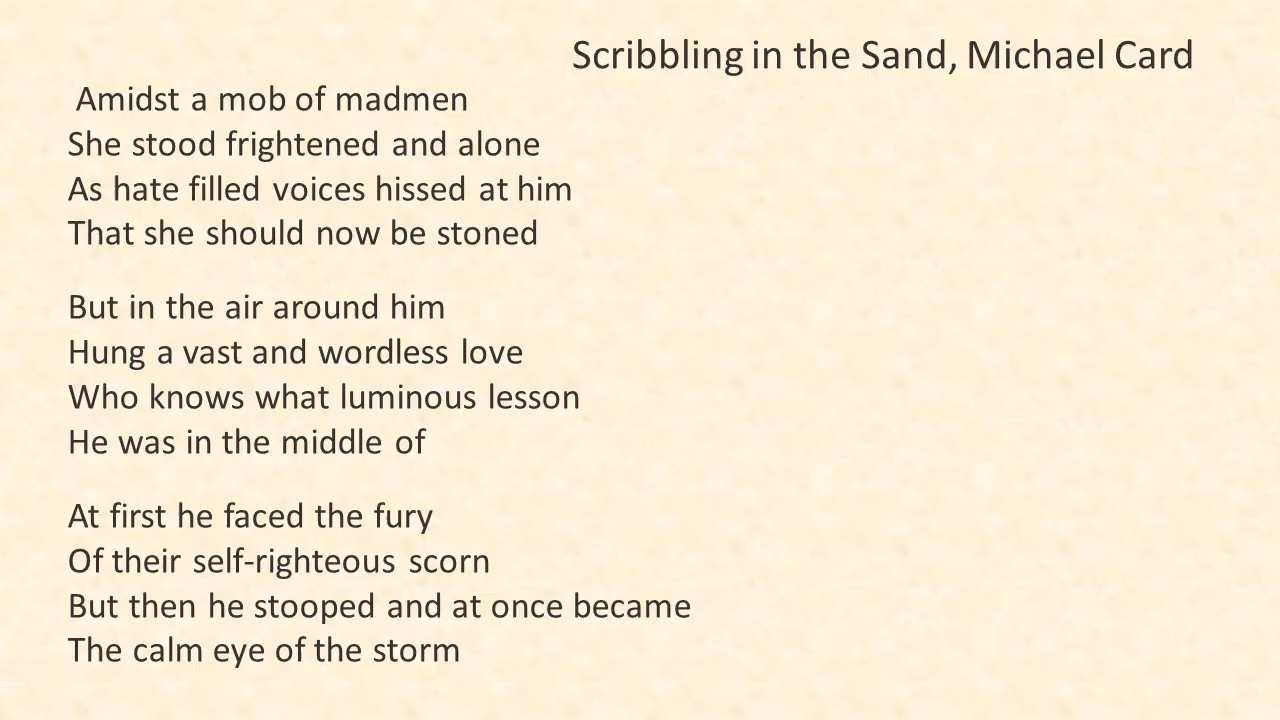 Scribbling in the Sand, Michael Card
Amidst a mob of madmen
She stood frightened and alone
As hate filled voices hissed at him
That she should now be stoned
But in the air around him
Hung a vast and wordless love
Who knows what luminous lesson
He was in the middle of
At first he faced the fury
Of their self-righteous scorn
But then he stooped and at once became
The calm eye of the storm